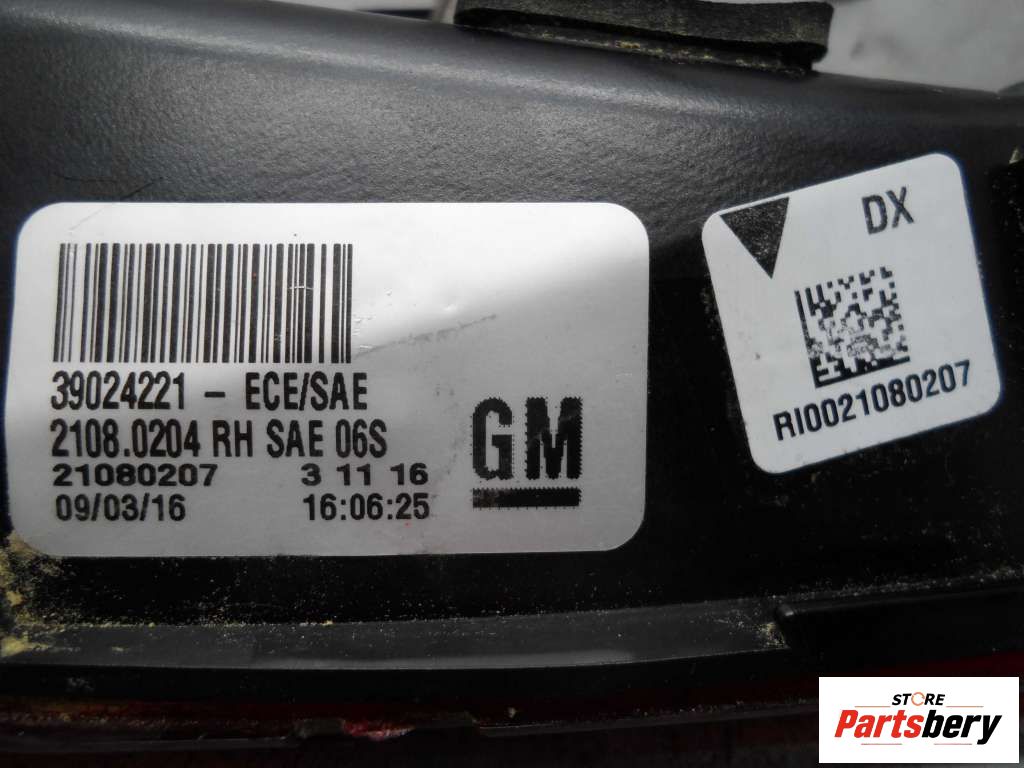 39024221 - ECE/SAE
2108.0204 RH SAE 06S
21080207 3 11 16
09/03/16 16:06:25
GM
DX
RI0021080207
STORE
Partsbery